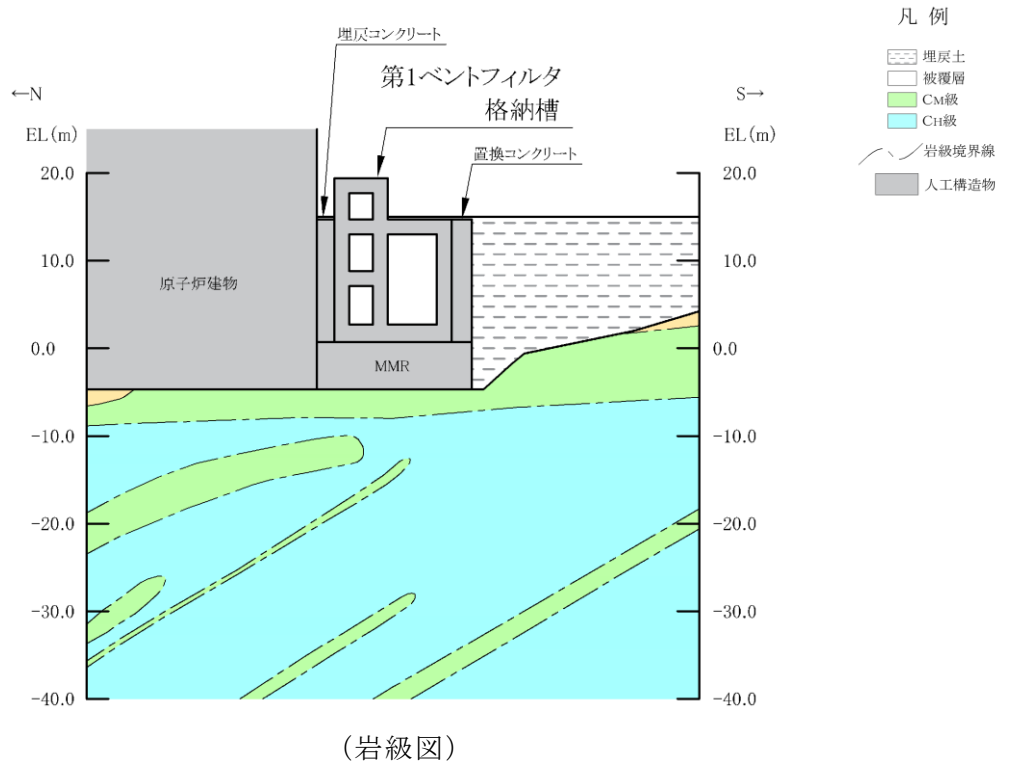 凡 例
埋戻土
被覆層
CM級
CH級
岩級境界線
人工構造物
埋戻コンクリート
第1ベントフィルタ
格納槽
置換コンクリート
←N
S→
EL(m)
EL(m)
20.0
20.0
10.0
10.0
0.0
0.0
-10.0
-10.0
-20.0
-20.0
-30.0
-30.0
-40.0
-40.0
原子炉建物
MMR
(岩級図)